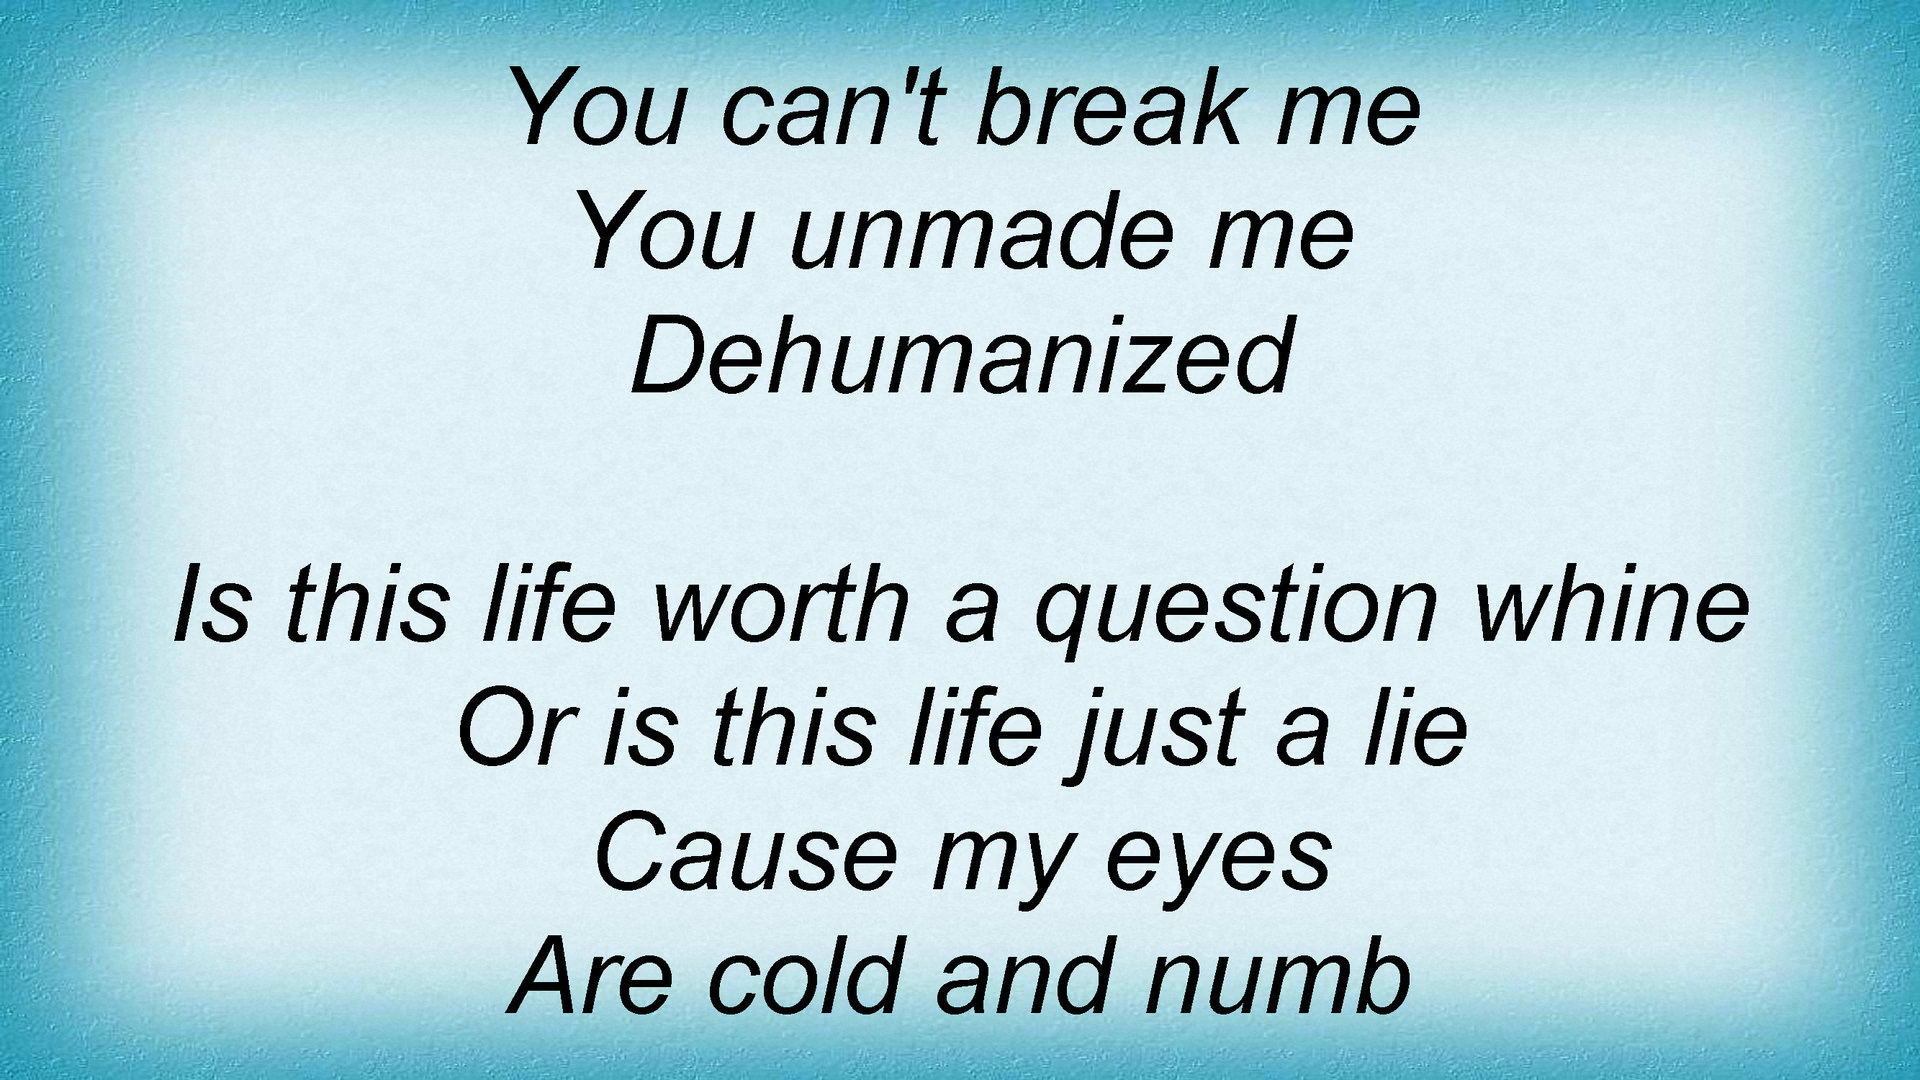 You can't break me
You unmade me
Dehumanized
Is this life worth a question whine
Or is this life just a lie
Cause my eyes
Are cold and numb